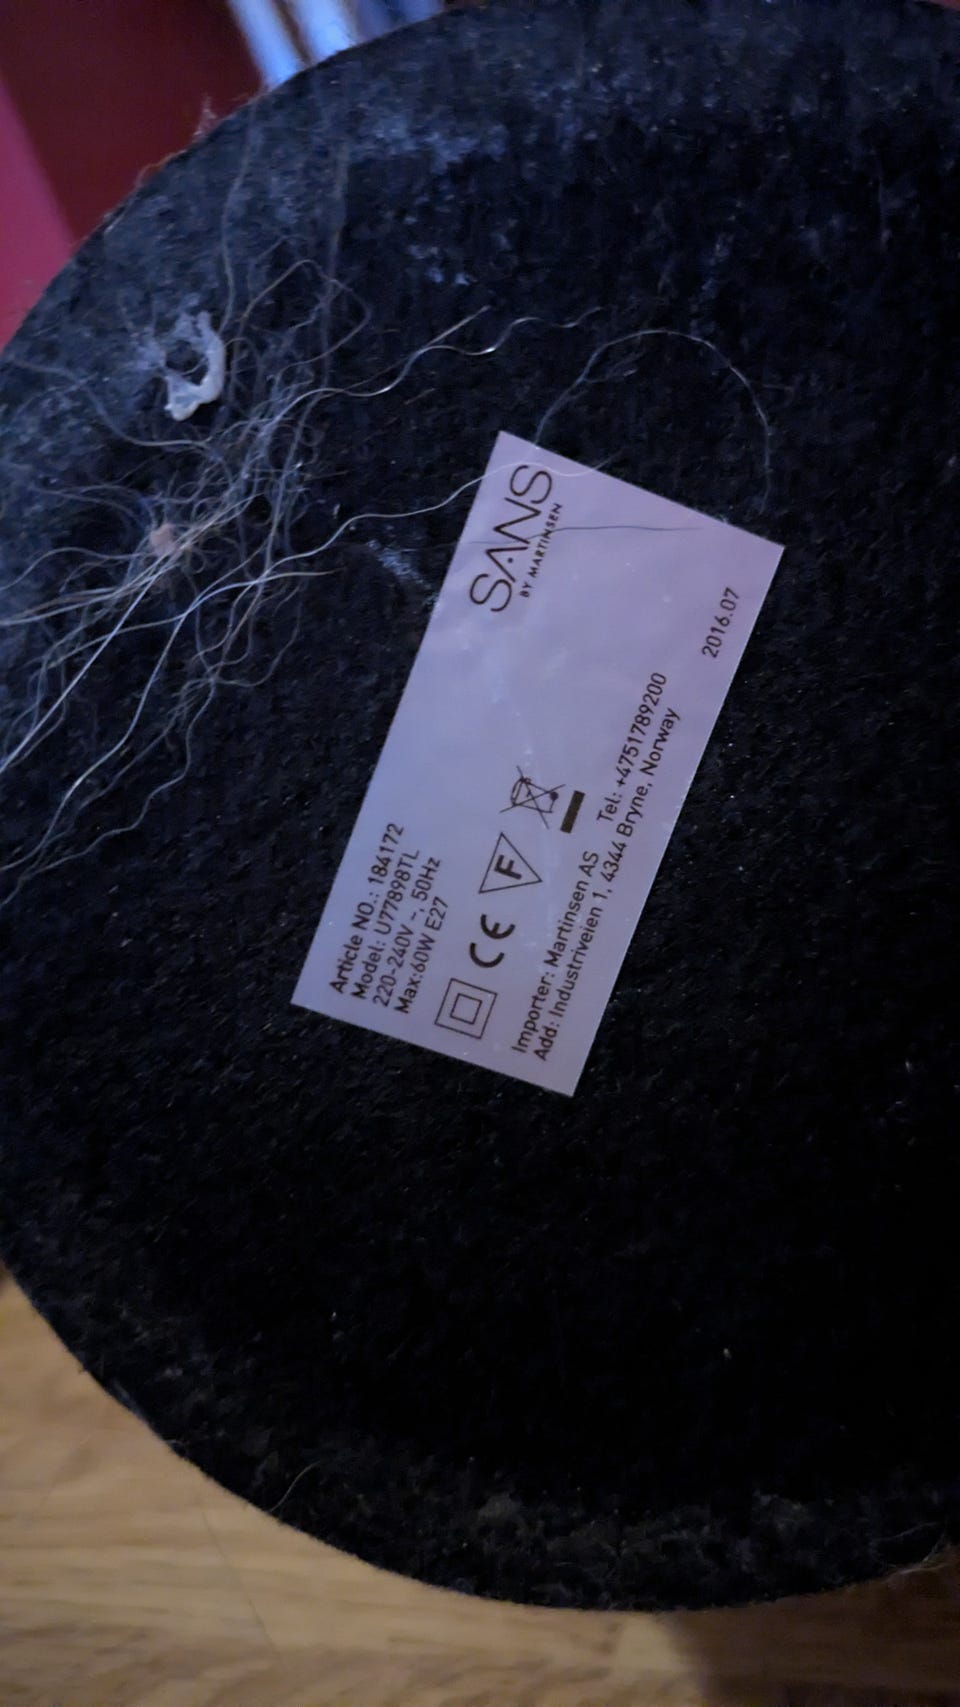 SANS
BY MARTINSEN
Article NO.: 184172
Model: U77898TL
220-240V ~, 50Hz
Max:60W E27
CE F
Importer: Martinsen AS Tel: +4751789200
Add: Industriveien 1, 4344 Bryne, Norway
2016.07